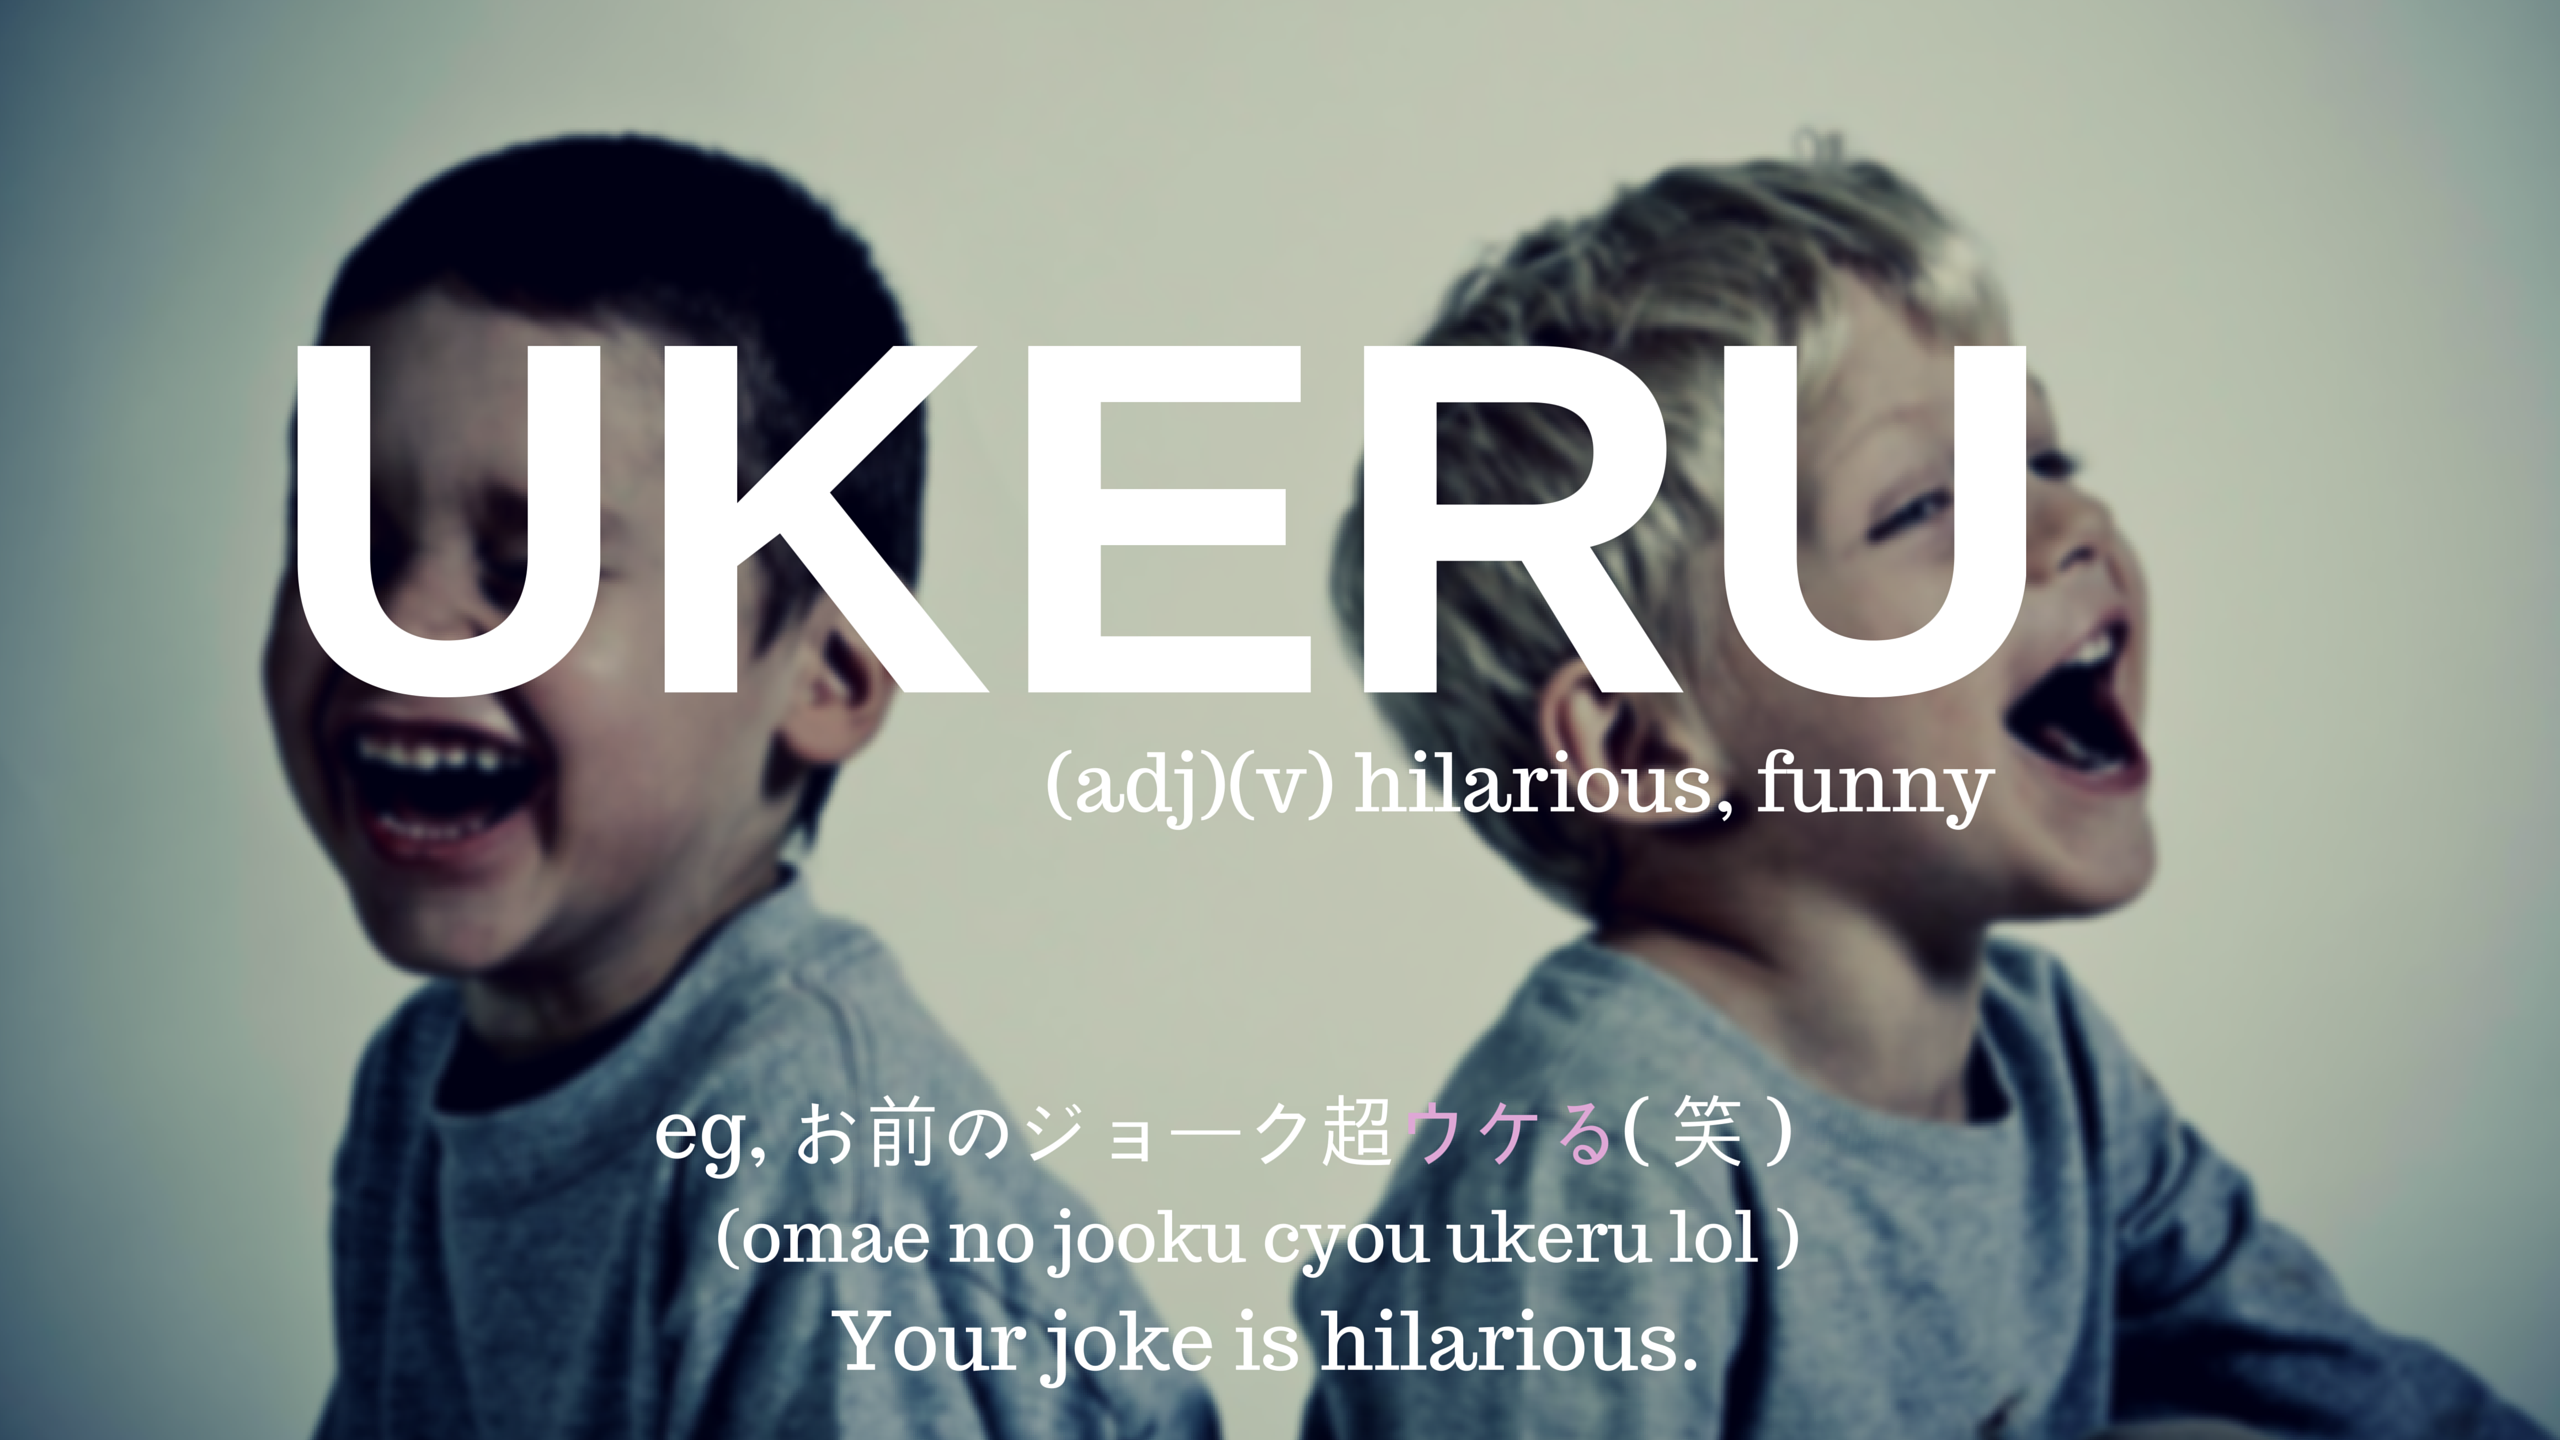 UKERU
(adj)(v) hilarious, funny
eg, お前のジョーク超ウケる( 笑 )
(omae no jooku cyou ukeru lol )
Your joke is hilarious.